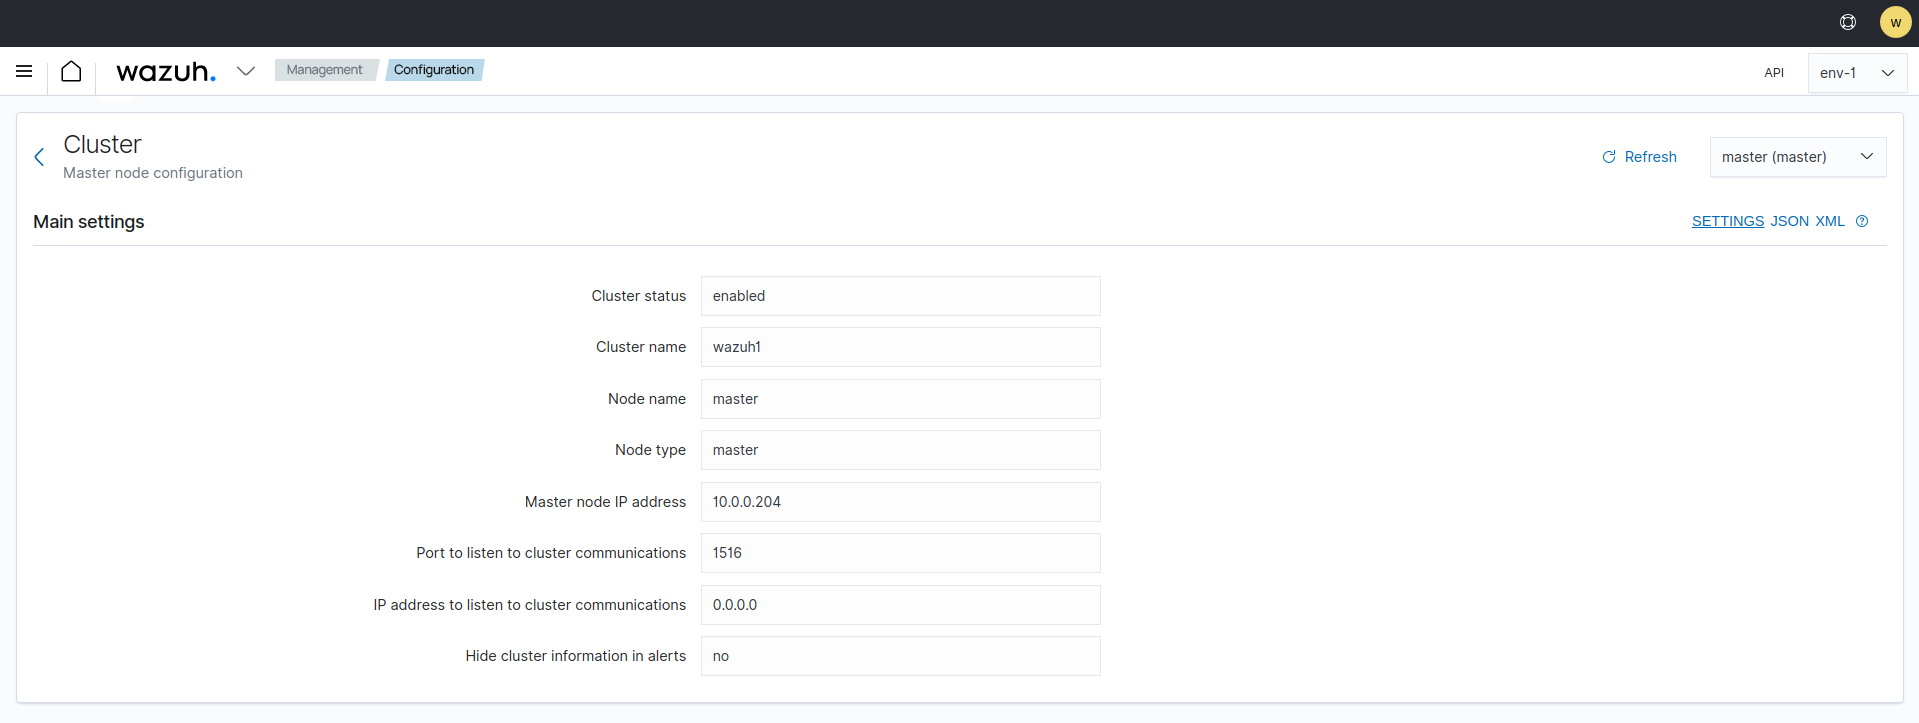 w
wazuh.
Management
Configuration
API
env-1
Cluster
Master node configuration
Refresh
master (master)
Main settings
SETTINGS JSON XML
Cluster status
enabled
Cluster name
wazuh1
Node name
master
Node type
master
Master node IP address
10.0.0.204
Port to listen to cluster communications
1516
IP address to listen to cluster communications
0.0.0.0
Hide cluster information in alerts
no